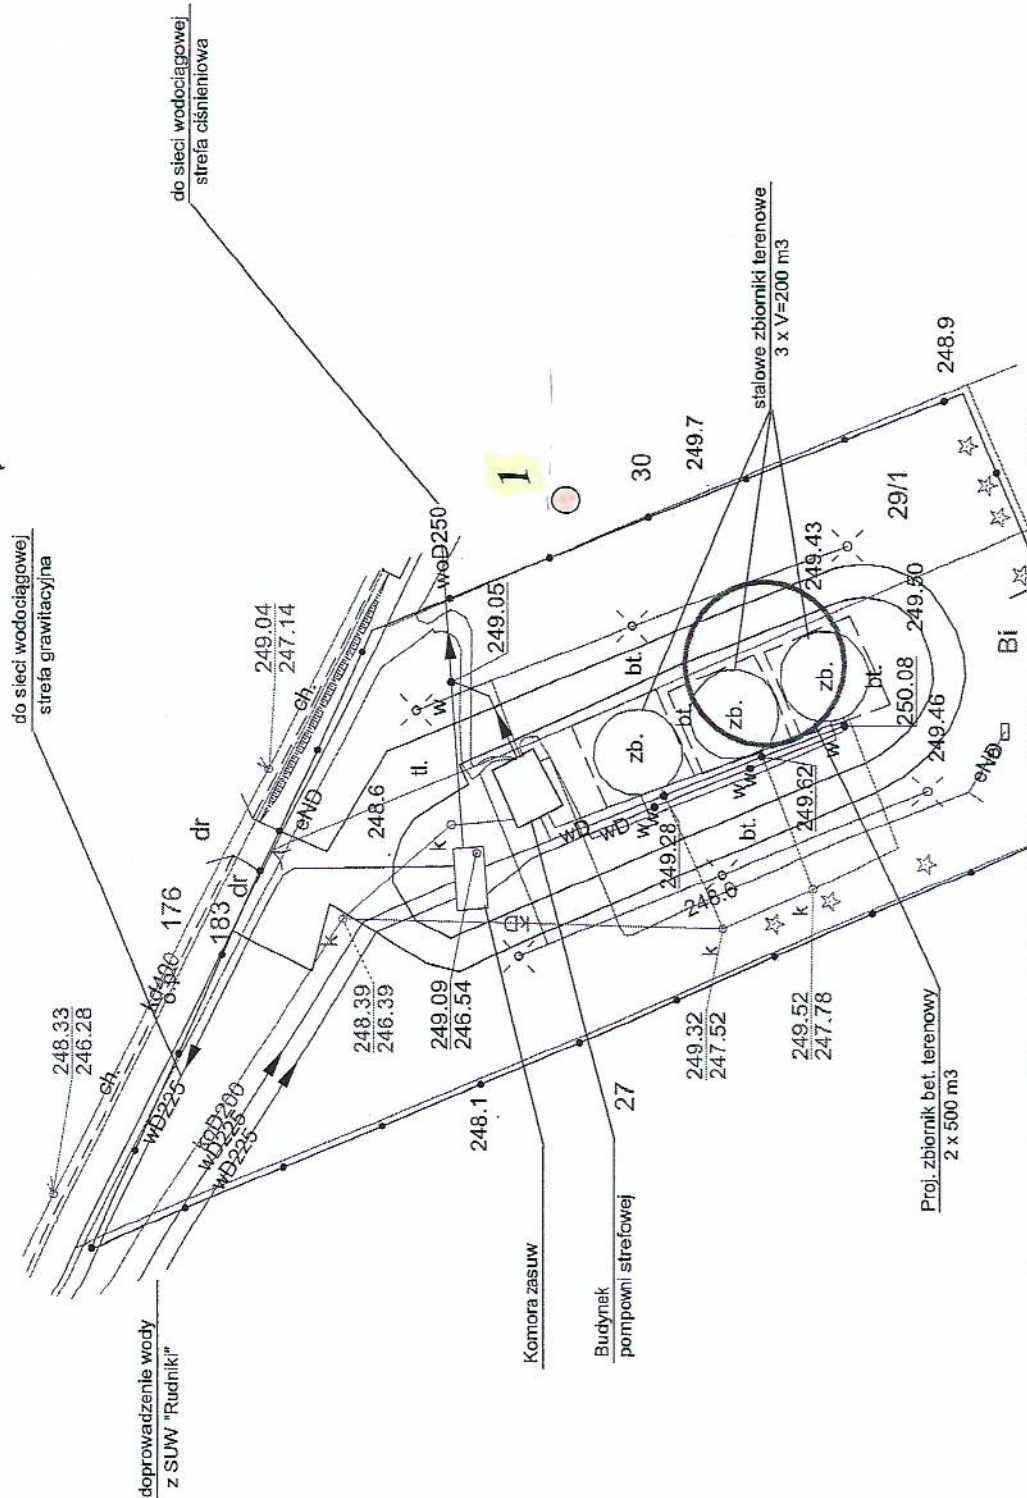 do sieci wodociągowej
strefa ciśnieniowa
do sieci wodociągowej
strefa grawitacyjna
doprowadzenie wody
z SUW "Rudniki"
stalowe zbiorniki terenowe
3 x V=200 m3
Komora zasuw
Budynek
pompowni strefowej
Proj. zbiornik bet. terenowy
2 x 500 m3
1
30
249.7
248.9
29/1
249.04
247.14
ch.
dr
176
dr
183
kd400
ch.
248.33
246.28
wD225
koD200
wD225
wD225
eND
248.6
tł.
w
woD250
249.05
k
k
kD
248.39
246.39
249.09
246.54
248.1
27
wD
wD
w
w
w
w
w
249.28
249.62
bt.
bt.
bt.
bt.
zb.
zb.
zb.
249.43
249.50
250.08
249.46
248.6
k
k
249.32
247.52
249.52
247.78
eND
Bi